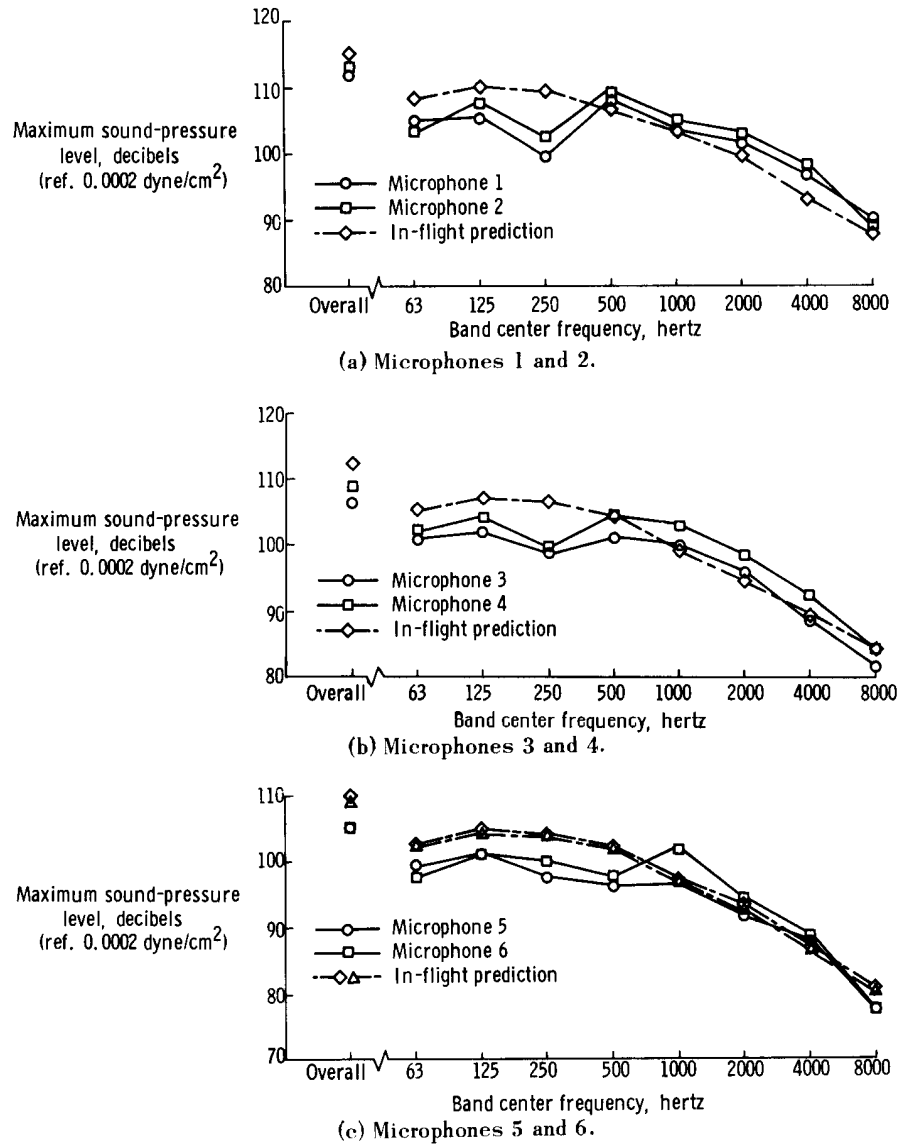 120
110
100
90
80
Maximum sound-pressure
level, decibels
(ref. 0.0002 dyne/cm2)
Microphone 1
Microphone 2
In-flight prediction
Overall 63 125 250 500 1000 2000 4000 8000
Band center frequency, hertz
(a) Microphones 1 and 2.
120
110
100
90
80
Maximum sound-pressure
level, decibels
(ref. 0.0002 dyne/cm2)
Microphone 3
Microphone 4
In-flight prediction
Overall 63 125 250 500 1000 2000 4000 8000
Band center frequency, hertz
(b) Microphones 3 and 4.
110
100
90
80
70
Maximum sound-pressure
level, decibels
(ref. 0.0002 dyne/cm2)
Microphone 5
Microphone 6
In-flight prediction
Overall 63 125 250 500 1000 2000 4000 8000
Band center frequency, hertz
(c) Microphones 5 and 6.